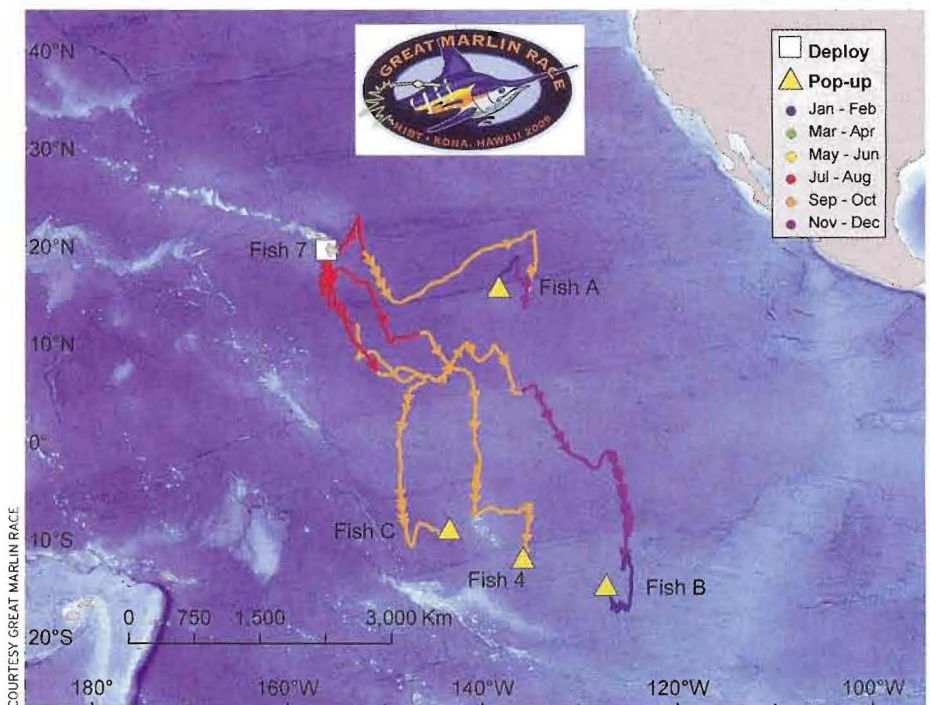 GREAT MARLIN RACE
HIBT • KONA, HAWAII 2009
Deploy
Pop-up
Jan - Feb
Mar - Apr
May - Jun
Jul - Aug
Sep - Oct
Nov - Dec
40°N
30°N
20°N
10°N
0°
10°S
20°S
Fish 7
Fish A
Fish C
Fish 4
Fish B
0 750 1,500 3,000 Km
180° 160°W 140°W 120°W 100°W
COURTESY GREAT MARLIN RACE